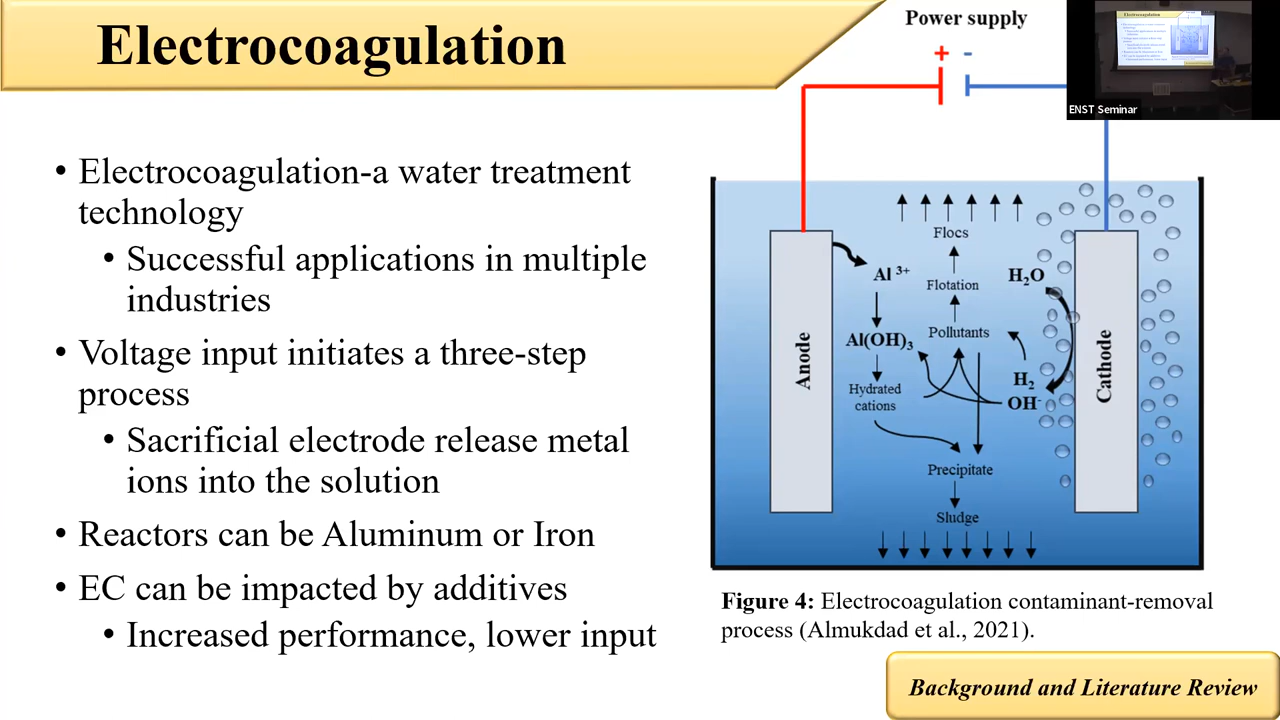 Electrocoagulation
• Electrocoagulation-a water treatment
technology
• Successful applications in multiple
industries
• Voltage input initiates a three-step
process
• Sacrificial electrode release metal
ions into the solution
• Reactors can be Aluminum or Iron
• EC can be impacted by additives
• Increased performance, lower input
Power supply
+ -
ENST Seminar
Flocs
Al 3+
Flotation
H₂O
Anode
Al(OH)₃
Pollutants
Cathode
Hydrated
cations
H₂
OH⁻
Precipitate
Sludge
Figure 4: Electrocoagulation contaminant-removal
process (Almukdad et al., 2021).
Background and Literature Review